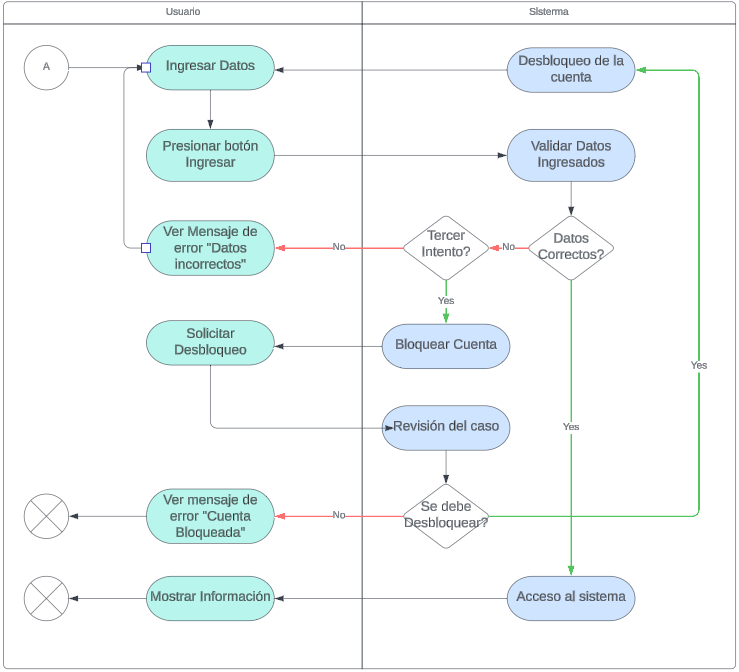 Usuario
Sisterma
A
Ingresar Datos
Desbloqueo de la
cuenta
Presionar botón
Ingresar
Validar Datos
Ingresados
Ver Mensaje de
error "Datos
incorrectos"
No
Tercer
Intento?
No
Datos
Correctos?
Yes
Solicitar
Desbloqueo
Bloquear Cuenta
Yes
Revisión del caso
Yes
Ver mensaje de
error "Cuenta
Bloqueada"
No
Se debe
Desbloquear?
Mostrar Información
Acceso al sistema